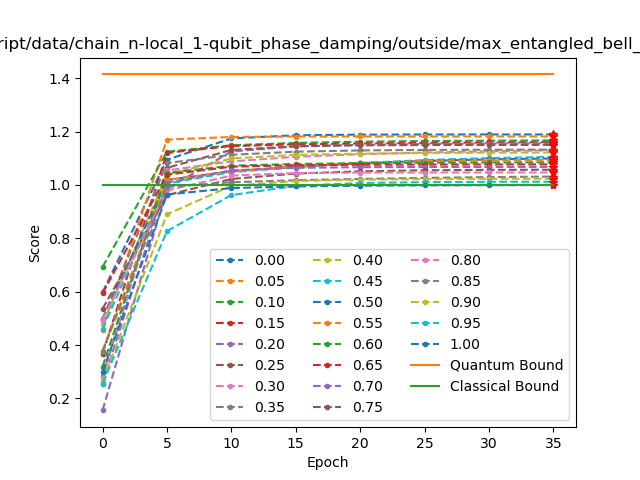 ript/data/chain_n-local_1-qubit_phase_damping/outside/max_entangled_bell_
1.4
1.2
1.0
0.8
0.6
0.4
0.2
Score
0 5 10 15 20 25 30 35
Epoch
0.00 0.40 0.80
0.05 0.45 0.85
0.10 0.50 0.90
0.15 0.55 0.95
0.20 0.60 1.00
0.25 0.65 Quantum Bound
0.30 0.70 Classical Bound
0.35 0.75